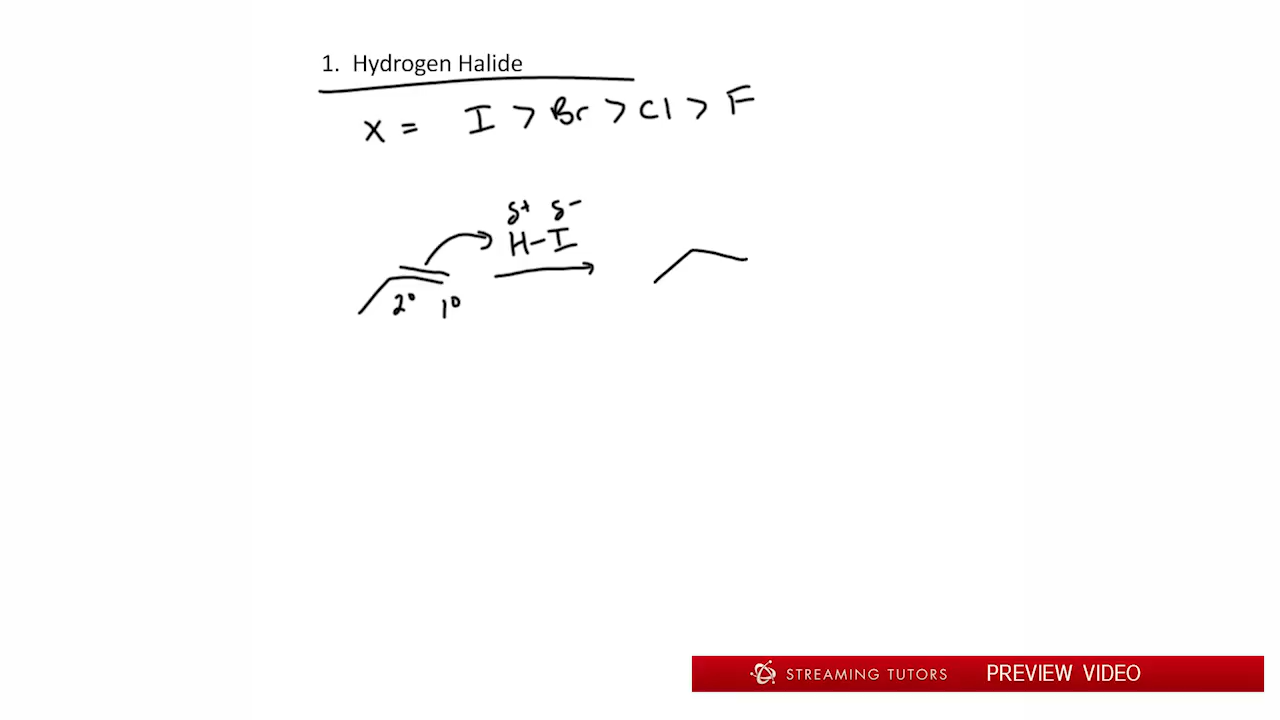 1. Hydrogen Halide
X = I > Br > Cl > F
δ+ δ-
H-I
2° 1°
STREAMING TUTORS PREVIEW VIDEO